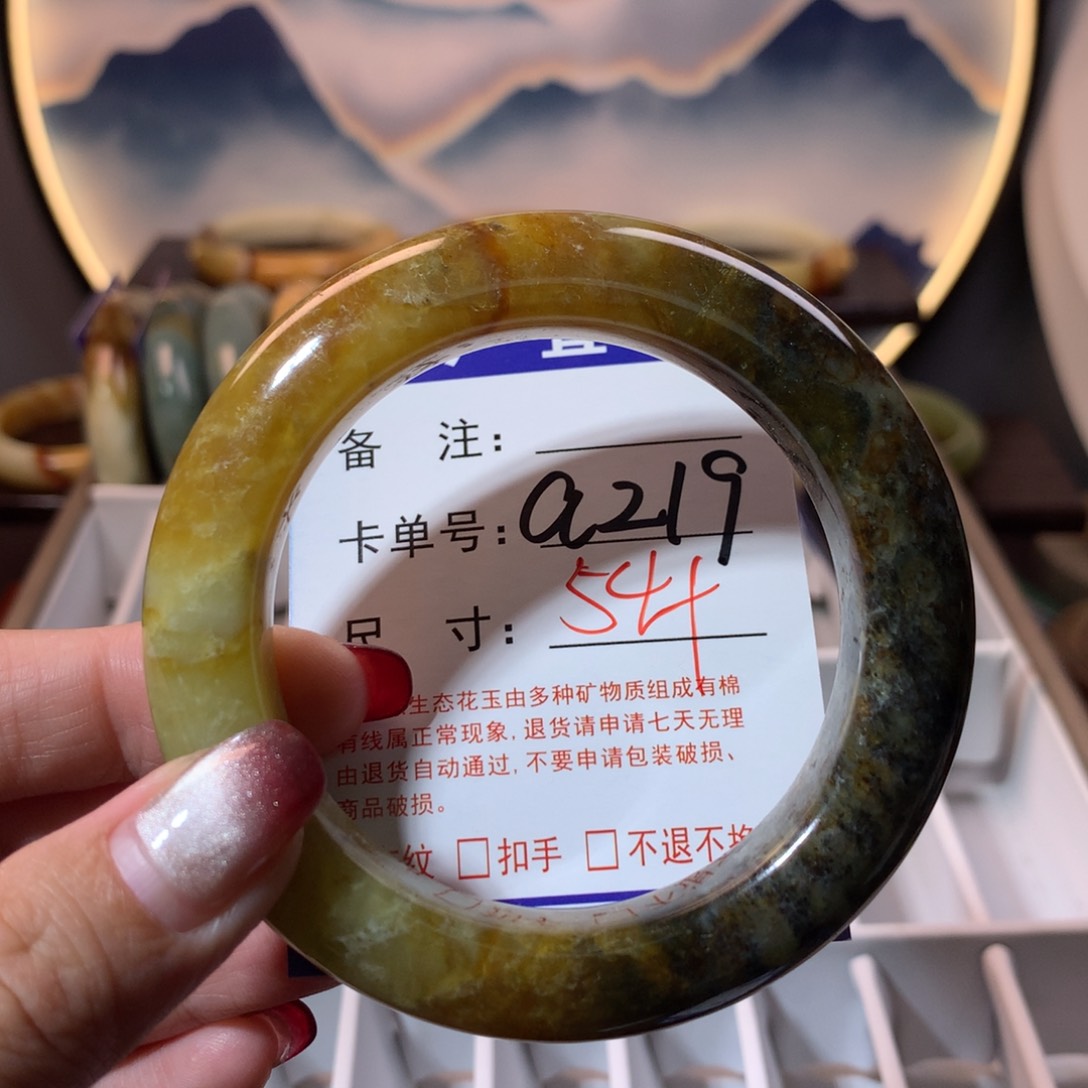 备 注:
卡单号: a219
尺 寸: 54
生态花玉由多种矿物质组成有棉
有线属正常现象,退货请申请七天无理
由退货自动通过,不要申请包装破损、
商品破损。
纹 □扣手 □不退不